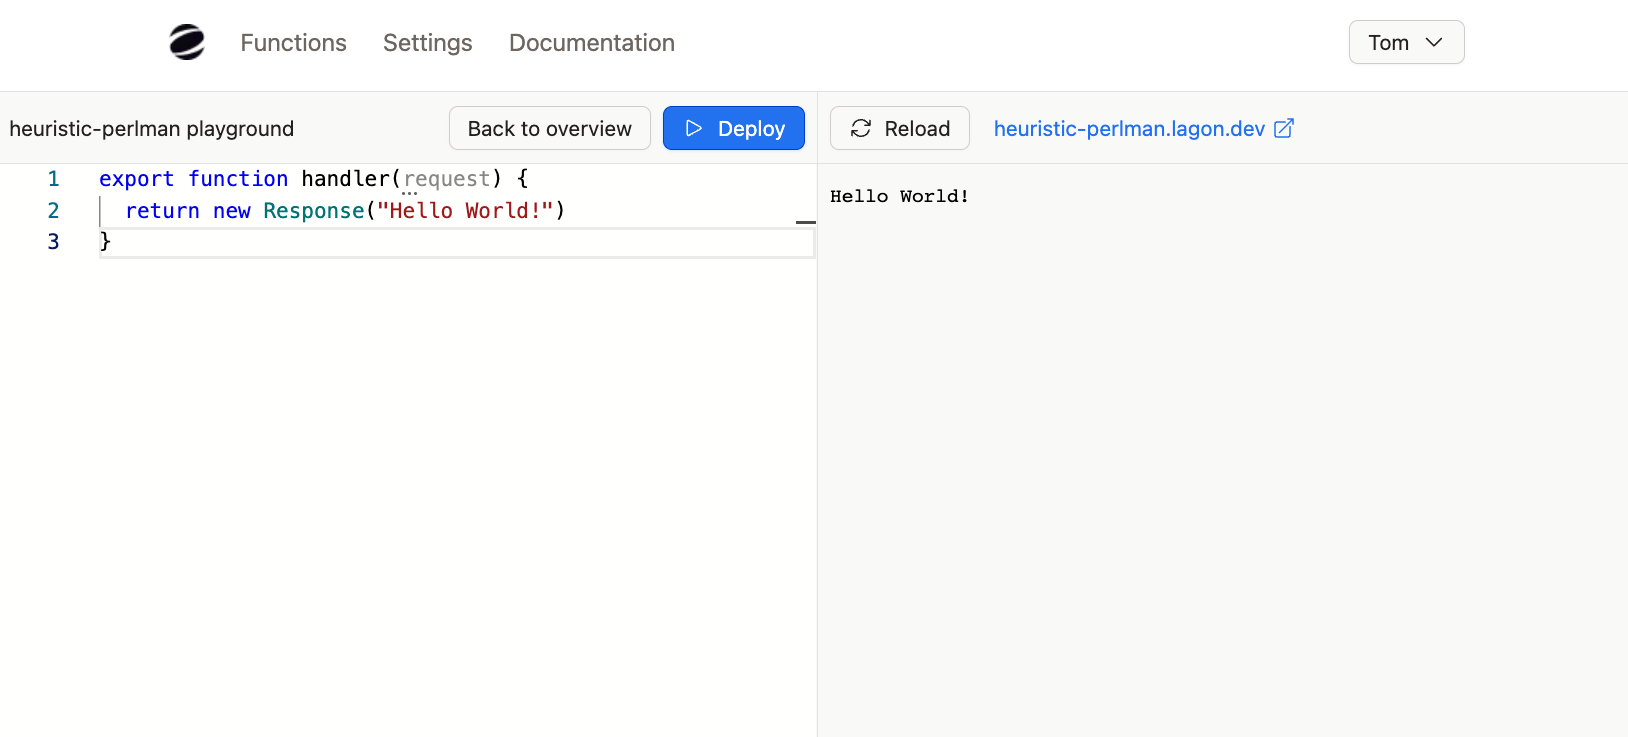 Functions Settings Documentation Tom
heuristic-perlman playground Back to overview Deploy Reload heuristic-perlman.lagon.dev
1 export function handler(request) {
2 return new Response("Hello World!")
3 }
Hello World!